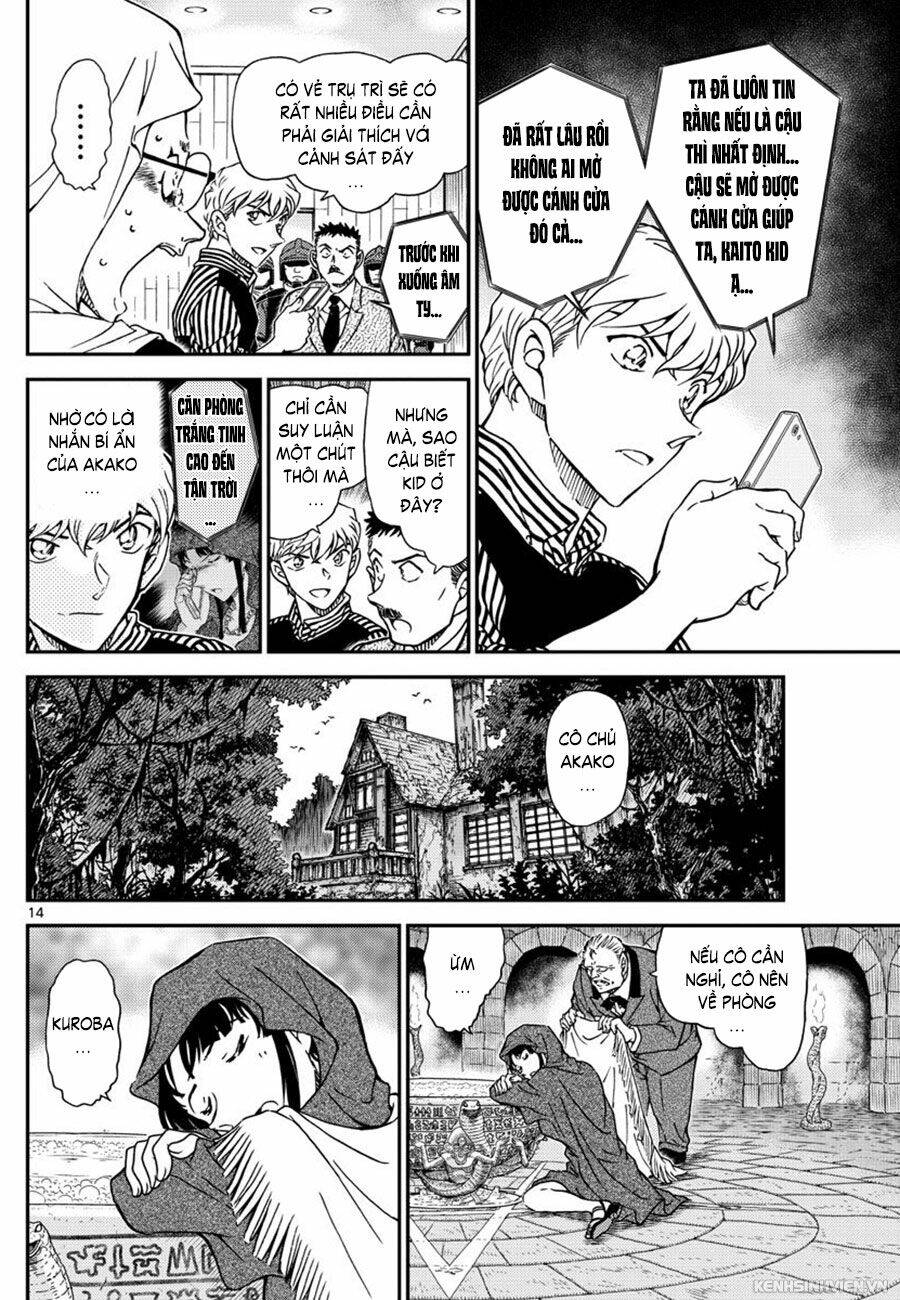 TA ĐÃ LUÔN TIN
RẰNG NẾU LÀ CẬU
THÌ NHẤT ĐỊNH...
CẬU SẼ MỞ ĐƯỢC
CÁNH CỬA GIÚP
TA, KAITO KID
Ạ...
ĐÃ RẤT LÂU RỒI
KHÔNG AI MỞ
ĐƯỢC CÁNH CỬA
ĐÓ CẢ...
CÓ VẺ TRỤ TRÌ SẼ CÓ
RẤT NHIỀU ĐIỀU CẦN
PHẢI GIẢI THÍCH VỚI
CẢNH SÁT ĐẤY
...
......
TRƯỚC KHI
XUỐNG ÂM
TY...
NHƯNG
MÀ, SAO
CẬU BIẾT
KID Ở
ĐÂY?
CHỈ CẦN
SUY LUẬN
MỘT CHÚT
THÔI MÀ
CĂN PHÒNG
TRẮNG TINH
CAO ĐẾN
TẬN TRỜI
...
NHỜ CÓ LỜI
NHẮN BÍ ẨN
CỦA AKAKO
...
CÔ CHỦ
AKAKO...
14
NẾU CÔ CẦN
NGHỈ, CÔ NÊN
VỀ PHÒNG
...
ỪM
...
KUROBA
...
KENHSINHVIEN.VN